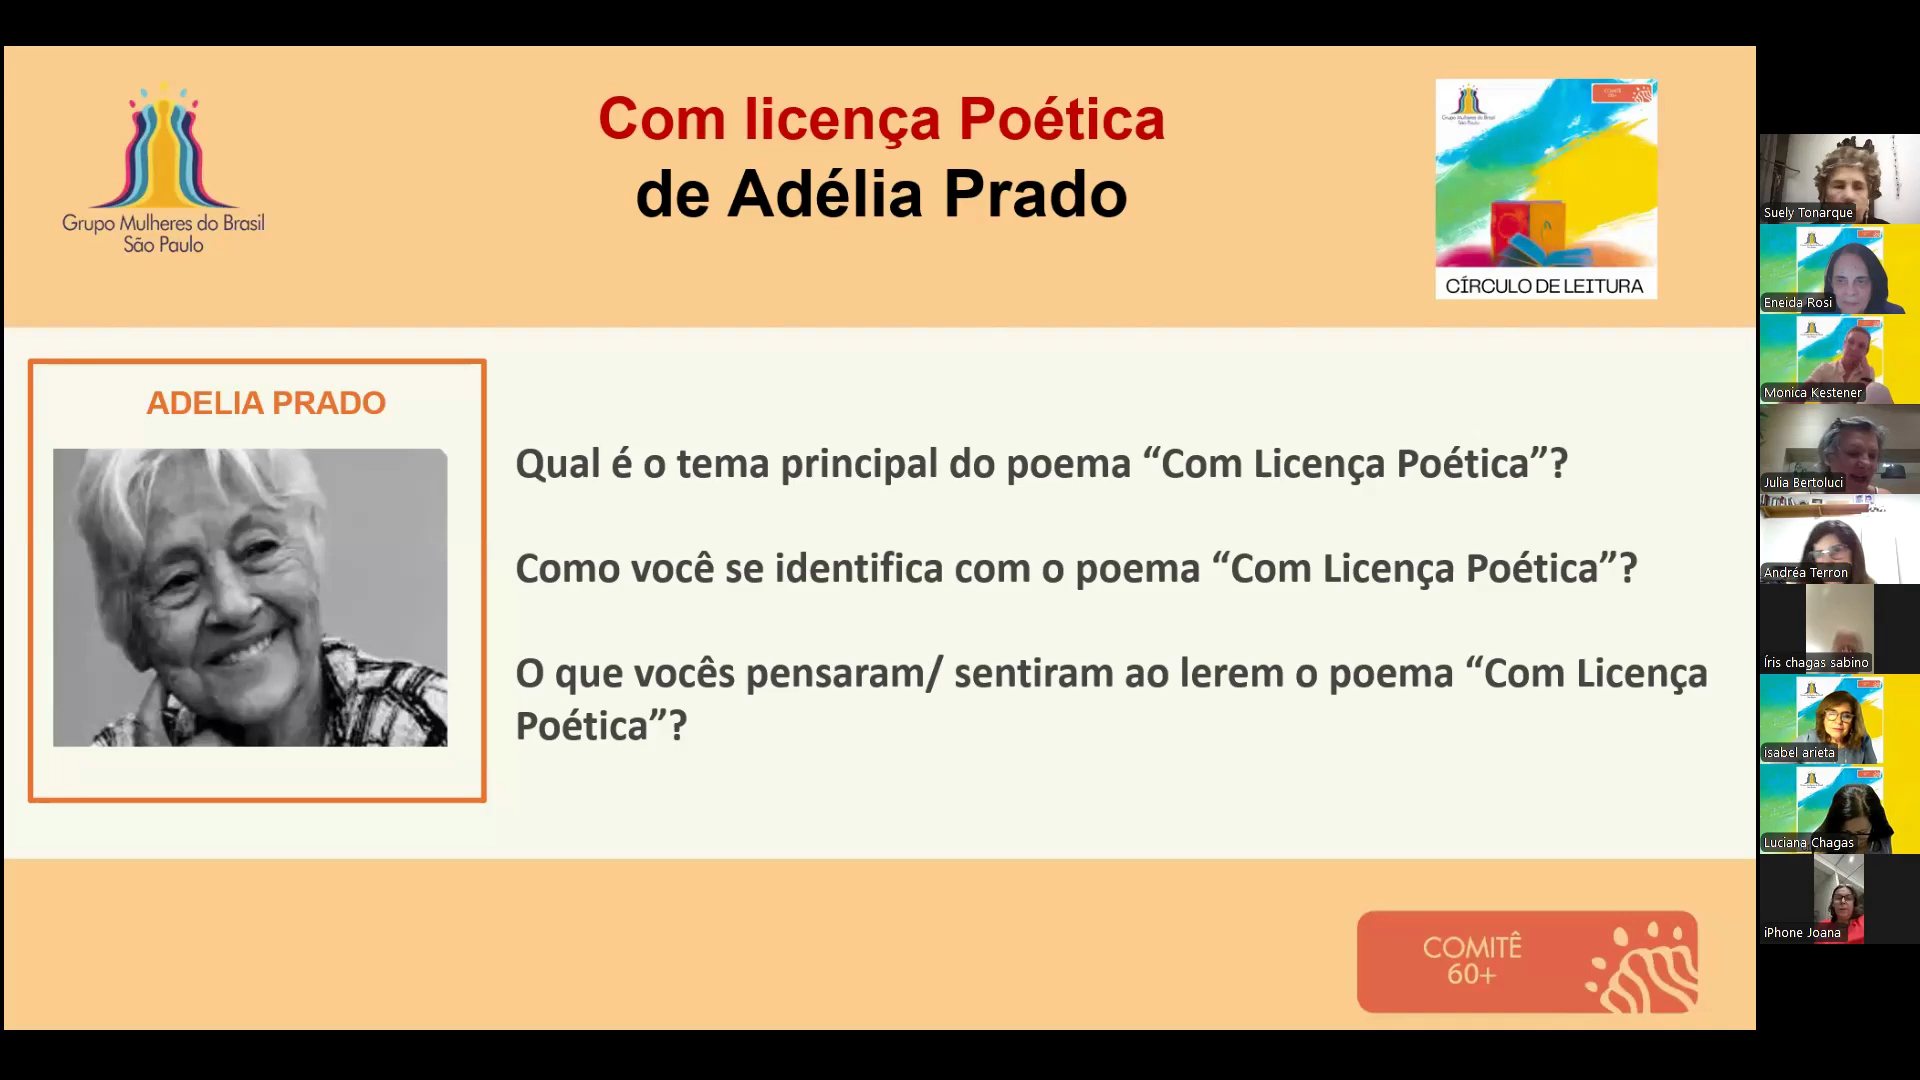 Com licença Poética
de Adélia Prado
Grupo Mulheres do Brasil
São Paulo
CÍRCULO DE LEITURA
ADELIA PRADO
Qual é o tema principal do poema “Com Licença Poética”?
Como você se identifica com o poema “Com Licença Poética”?
O que vocês pensaram/ sentiram ao lerem o poema “Com Licença
Poética”?
COMITÊ
60+
Suely Tonarque
Eneida Rosi
Monica Kestener
Julia Bertoluci
Andréa Terron
Íris chagas sabino
isabel arieta
Luciana Chagas
iPhone Joana